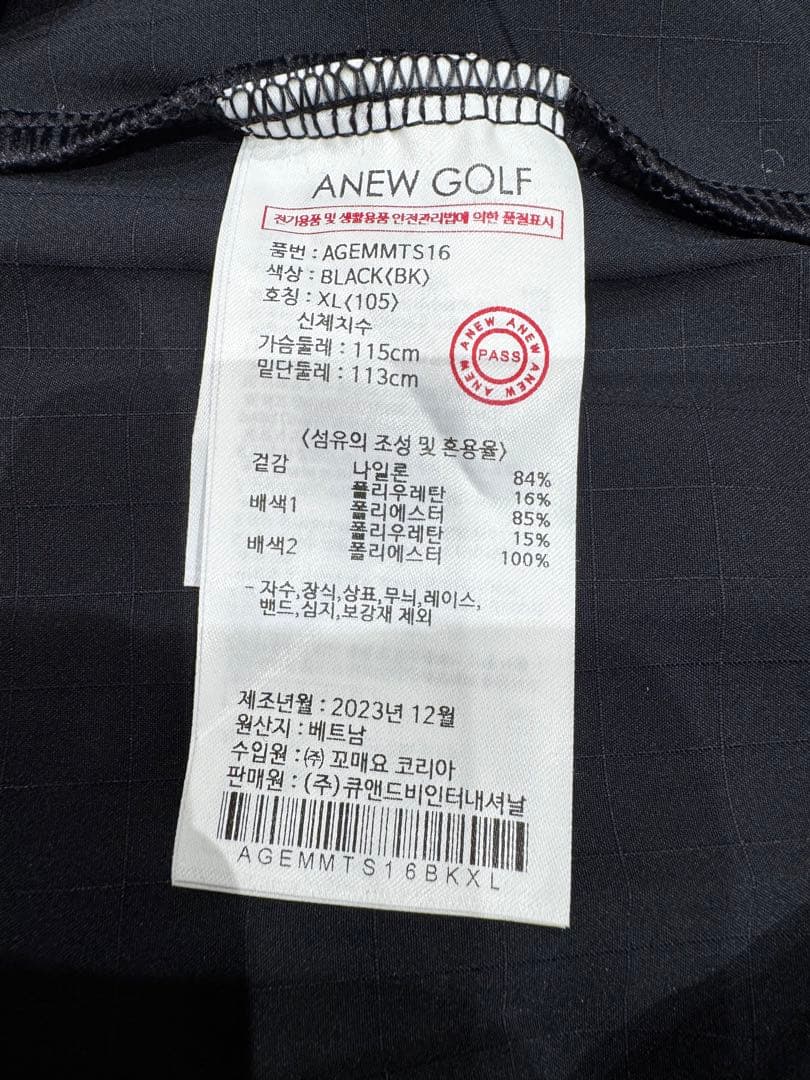 ANEW GOLF
전기용품 및 생활용품 안전관리법에 의한 품질표시
품번 : AGEMMTS16
색상 : BLACK(BK)
호칭 : XL(105)
신체치수
가슴둘레 : 115cm
밑단둘레 : 113cm
ANEW ANEW ANEW ANEW
PASS
<섬유의 조성 및 혼용율>
겉감 나일론 84%
폴리우레탄 16%
배색1 폴리에스터 85%
폴리우레탄 15%
배색2 폴리에스터 100%
- 자수,장식,상표,무늬,레이스,
밴드,심지,보강재 제외
제조년월 : 2023년 12월
원산지 : 베트남
수입원 : ㈜ 꼬매요 코리아
판매원 : (주)큐앤드비인터내셔날
AGEMMTS16BKXL